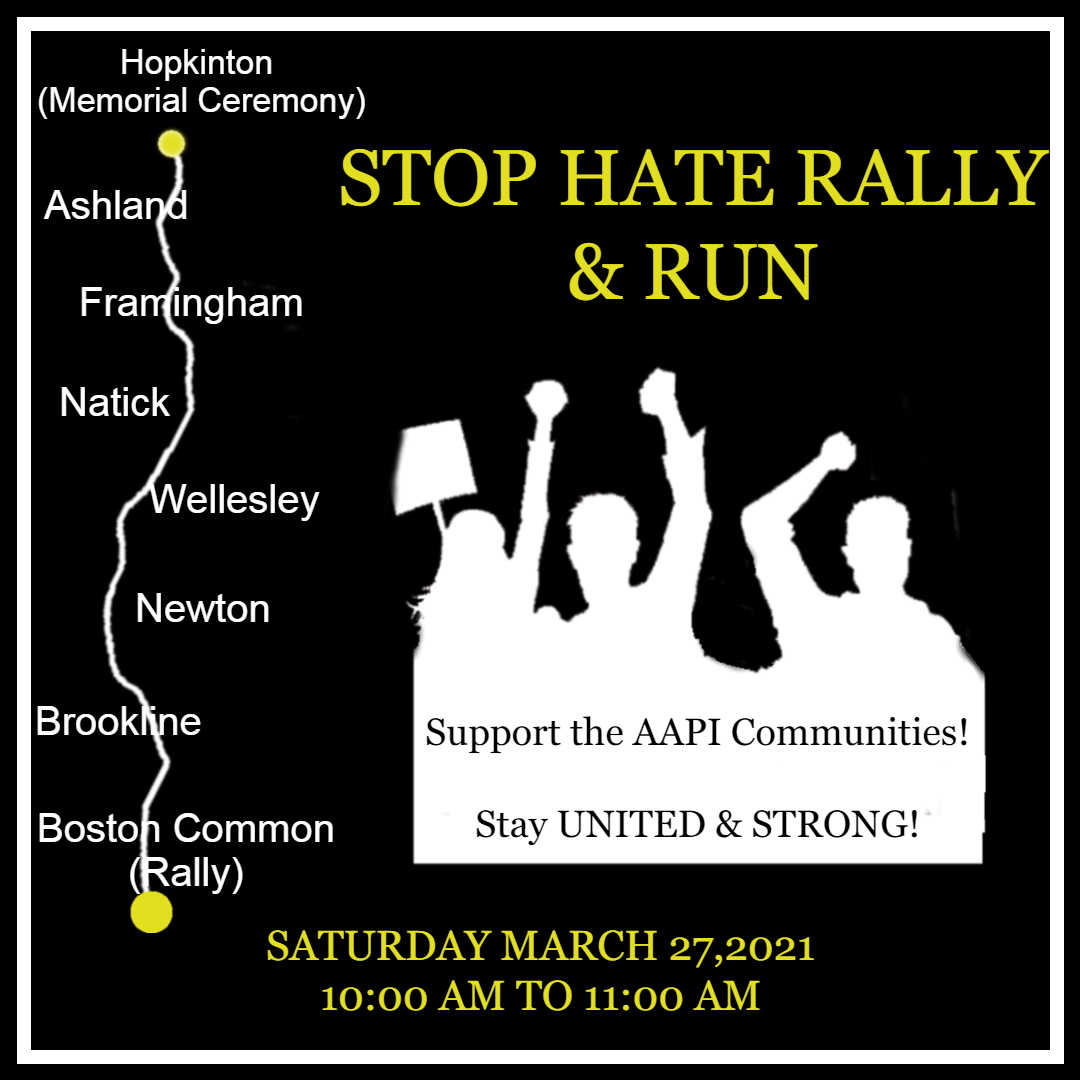 Hopkinton
(Memorial Ceremony)
Ashland
Framingham
Natick
Wellesley
Newton
Brookline
Boston Common
(Rally)
STOP HATE RALLY
& RUN
Support the AAPI Communities!
Stay UNITED & STRONG!
SATURDAY MARCH 27,2021
10:00 AM TO 11:00 AM